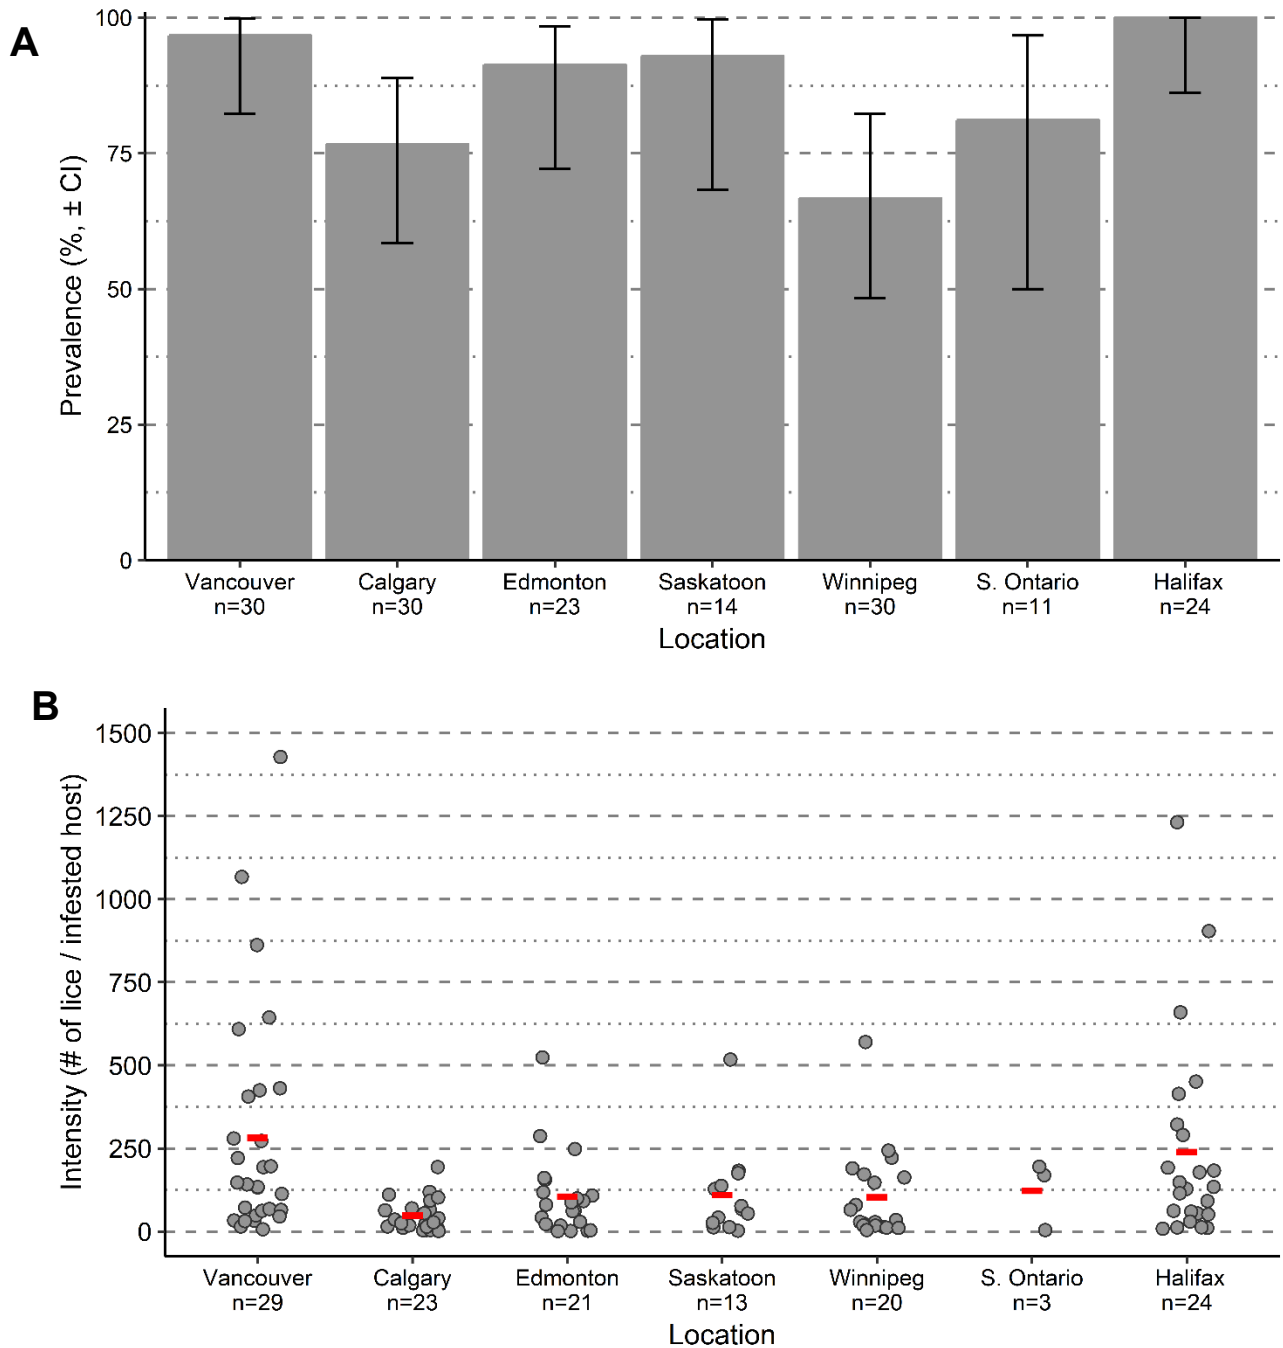 A
Prevalence (%, ± CI)
100
75
50
25
0
Vancouver Calgary Edmonton Saskatoon Winnipeg S. Ontario Halifax
n=30 n=30 n=23 n=14 n=30 n=11 n=24
Location
B
Intensity (# of lice / infested host)
1500
1250
1000
750
500
250
0
Vancouver Calgary Edmonton Saskatoon Winnipeg S. Ontario Halifax
n=29 n=23 n=21 n=13 n=20 n=3 n=24
Location